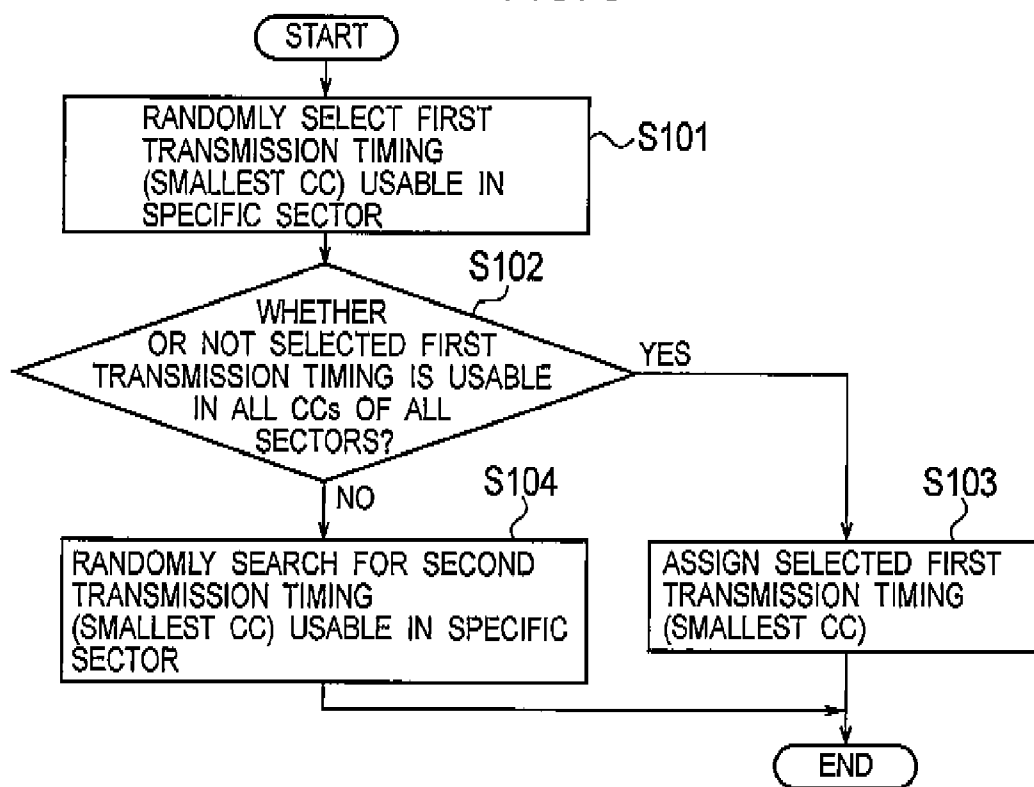 START
RANDOMLY SELECT FIRST
TRANSMISSION TIMING
(SMALLEST CC) USABLE IN
SPECIFIC SECTOR
S101
S102
WHETHER
OR NOT SELECTED FIRST
TRANSMISSION TIMING IS USABLE
IN ALL CCs OF ALL
SECTORS?
YES
NO
S104
S103
RANDOMLY SEARCH FOR SECOND
TRANSMISSION TIMING
(SMALLEST CC) USABLE IN SPECIFIC
SECTOR
ASSIGN SELECTED FIRST
TRANSMISSION TIMING
(SMALLEST CC)
END